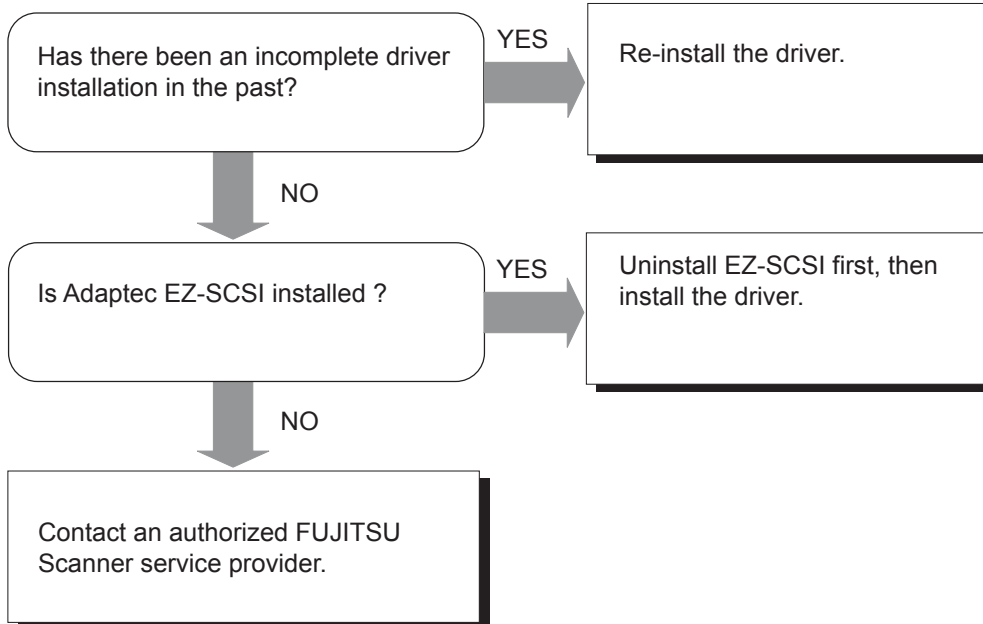 Has there been an incomplete driver
installation in the past?
YES
Re-install the driver.
NO
Is Adaptec EZ-SCSI installed ?
YES
Uninstall EZ-SCSI first, then
install the driver.
NO
Contact an authorized FUJITSU
Scanner service provider.